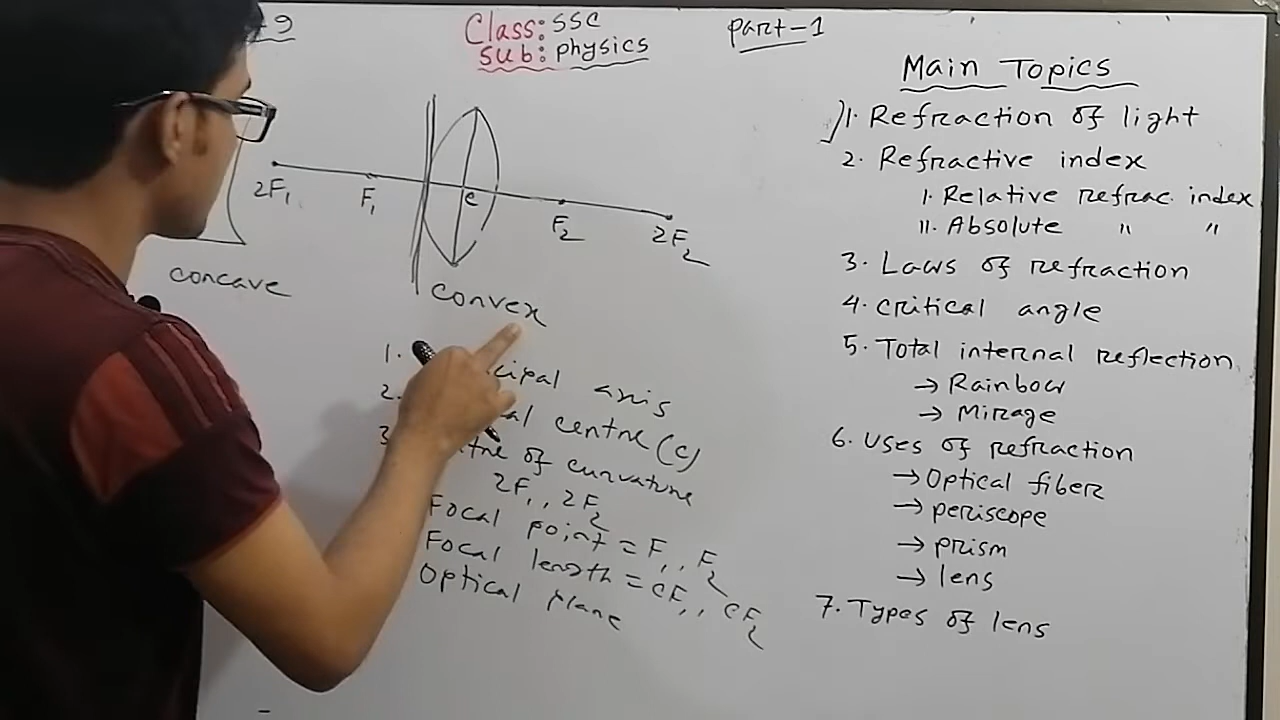 9
Class: SSC
Sub: physics
part-1
2F₁
F₁
c
F₂
2F₂
concave
convex
1.
axis
2.
centre (c)
3
of curvature
2F₁, 2F₂
Focal point = F₁, F₂
Focal length = cF₁, cF₂
Optical plane
Main Topics
1. Refraction of light
2. Refractive index
1. Relative refrac. index
11. Absolute " "
3. Laws of refraction
4. critical angle
5. Total internal reflection
→ Rainbow
→ Mirage
6. uses of refraction
→ Optical fiber
→ periscope
→ prism
→ lens
7. Types of lens